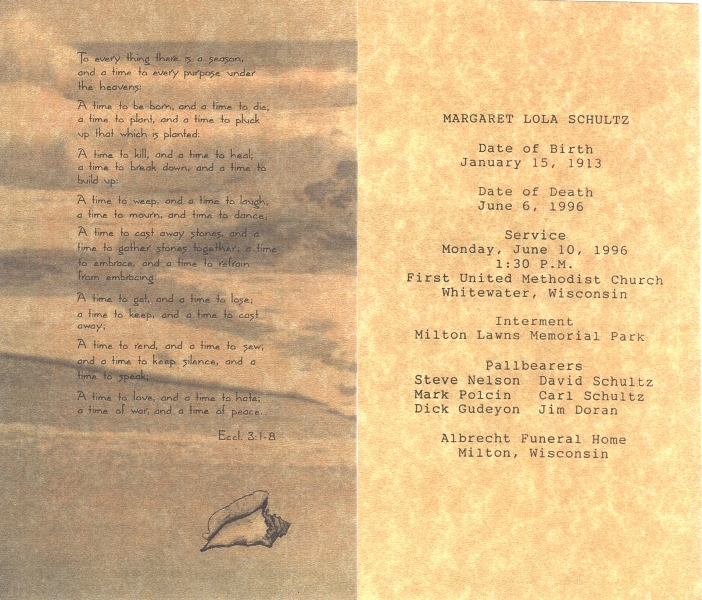 To every thing there is a season,
and a time to every purpose under
the heavens:
A time to be born, and a time to die;
a time to plant, and a time to pluck
up that which is planted:
A time to kill, and a time to heal;
a time to break down, and a time to
build up:
A time to weep, and a time to laugh,
a time to mourn, and time to dance;
A time to cast away stones, and a
time to gather stones together; a time
to embrace, and a time to refrain
from embracing;
A time to get, and a time to lose;
a time to keep, and a time to cast
away;
A time to rend, and a time to sew;
and a time to keep silence, and a
time to speak;
A time to love, and a time to hate;
a time of war, and a time of peace.
Eccl. 3:1-8
MARGARET LOLA SCHULTZ
Date of Birth
January 15, 1913
Date of Death
June 6, 1996
Service
Monday, June 10, 1996
1:30 P.M.
First United Methodist Church
Whitewater, Wisconsin
Interment
Milton Lawns Memorial Park
Pallbearers
Steve Nelson David Schultz
Mark Polcin Carl Schultz
Dick Gudeyon Jim Doran
Albrecht Funeral Home
Milton, Wisconsin